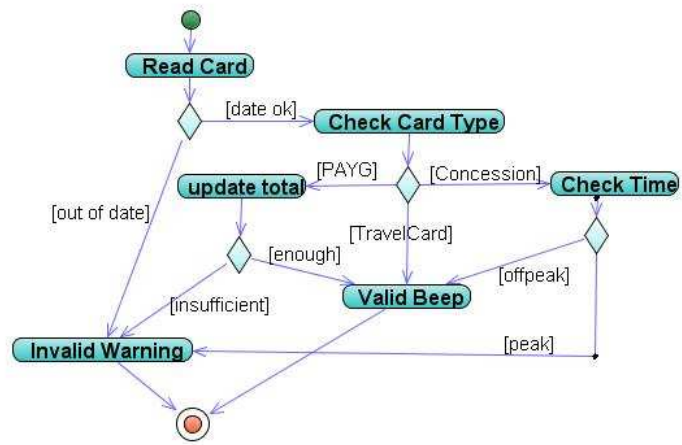 Read Card
[date ok]
Check Card Type
[PAYG]
[Concession]
update total
Check Time
[out of date]
[TravelCard]
[enough]
[offpeak]
Valid Beep
[insufficient]
[peak]
Invalid Warning